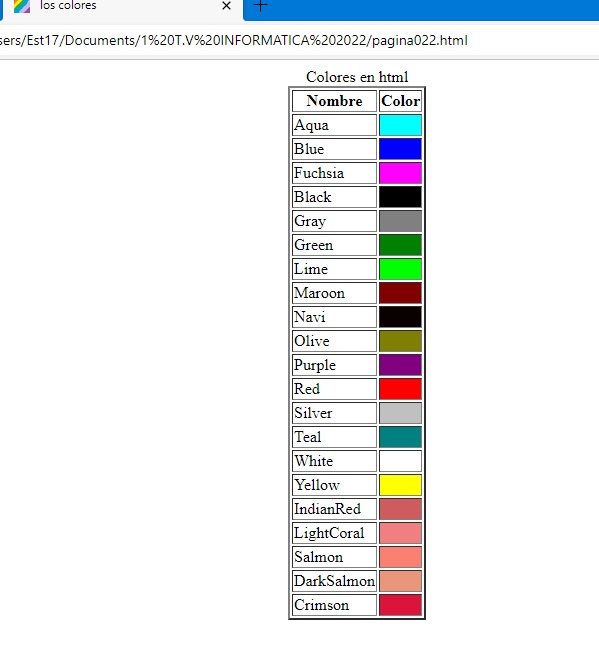 los colores
sers/Est17/Documents/1%20T.V%20INFORMATICA%202022/pagina022.html
Colores en html
Nombre Color
Aqua
Blue
Fuchsia
Black
Gray
Green
Lime
Maroon
Navi
Olive
Purple
Red
Silver
Teal
White
Yellow
IndianRed
LightCoral
Salmon
DarkSalmon
Crimson